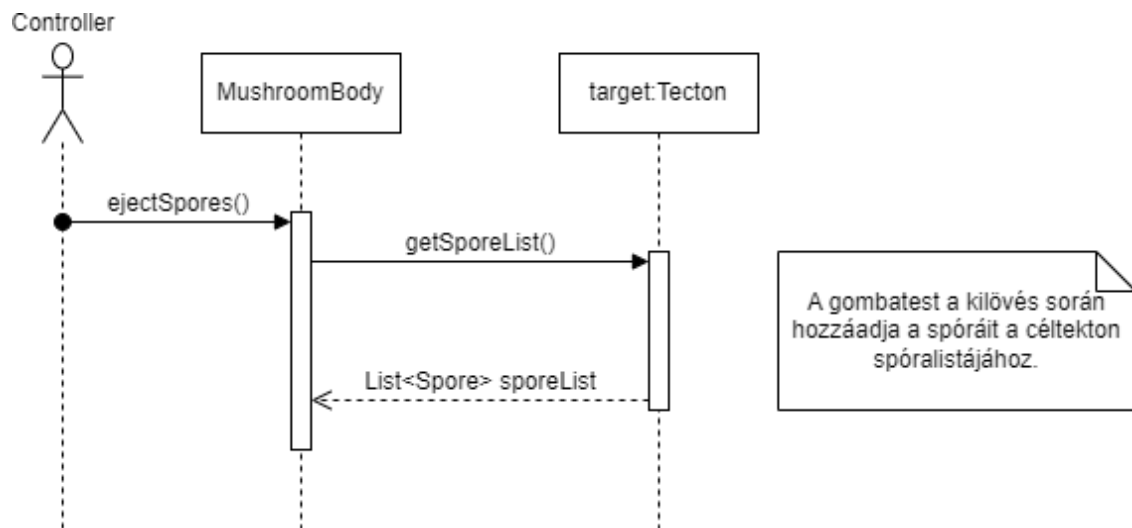 Controller
MushroomBody
target:Tecton
ejectSpores()
getSporeList()
A gombatest a kilövés során
hozzáadja a spóráit a céltekton
spóralistájához.
List<Spore> sporeList